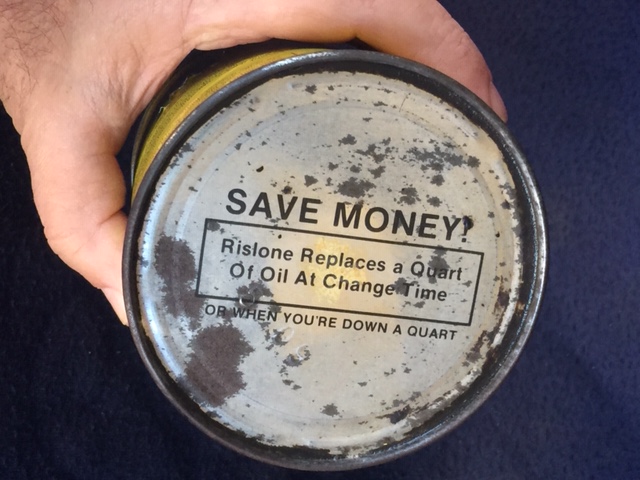 SAVE MONEY!
Rislone Replaces a Quart
Of Oil At Change Time
OR WHEN YOU'RE DOWN A QUART